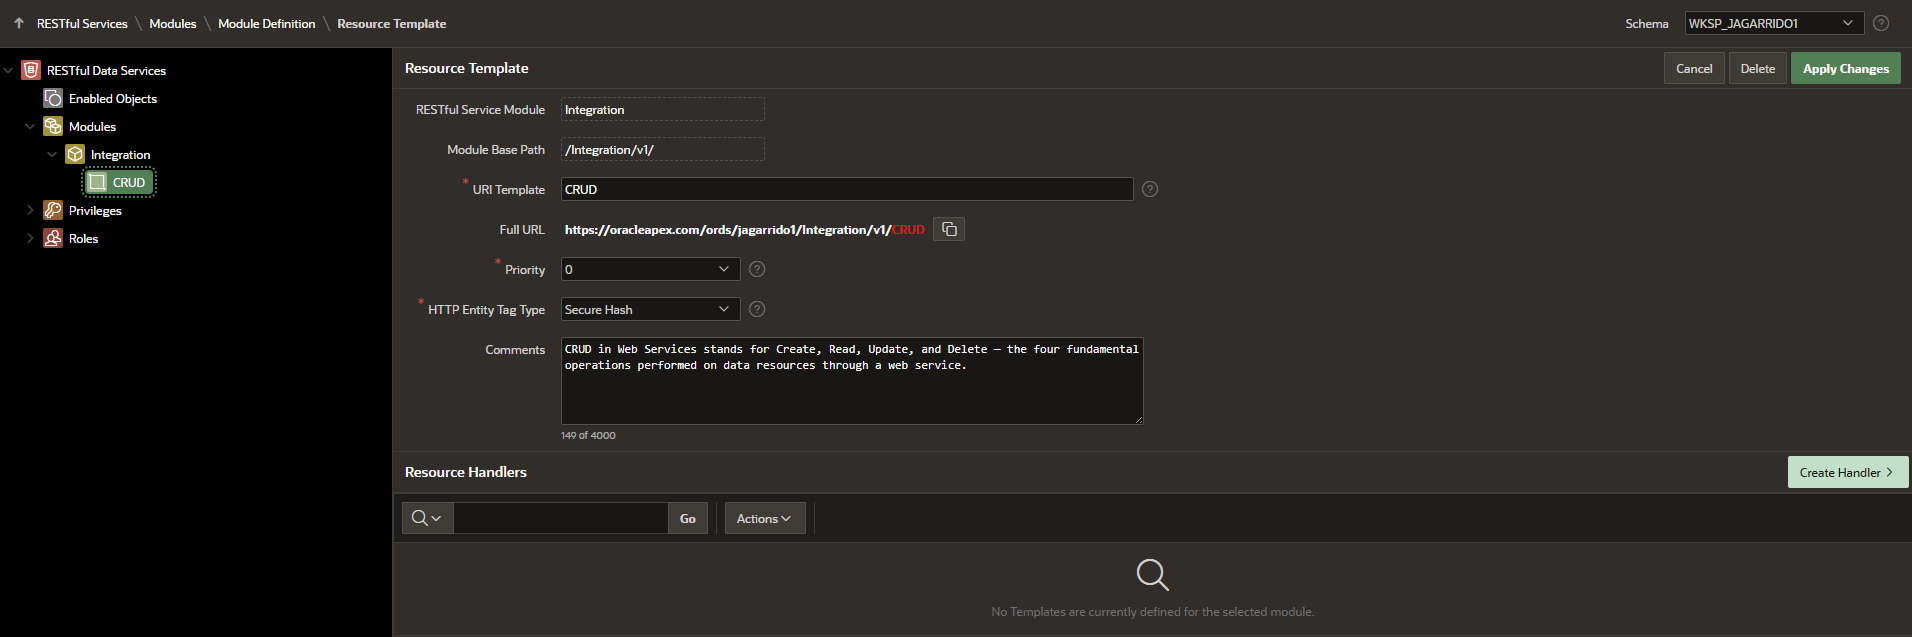 RESTful Services \ Modules \ Module Definition \ Resource Template
Schema WKSP_JAGARRIDO1
RESTful Data Services
Enabled Objects
Modules
Integration
CRUD
Privileges
Roles
Resource Template
Cancel
Delete
Apply Changes
RESTful Service Module Integration
Module Base Path /Integration/v1/
* URI Template CRUD
Full URL https://oracleapex.com/ords/jagarrido1/Integration/v1/CRUD
* Priority 0
* HTTP Entity Tag Type Secure Hash
Comments CRUD in Web Services stands for Create, Read, Update, and Delete — the four fundamental
operations performed on data resources through a web service.
149 of 4000
Resource Handlers
Create Handler >
Go
Actions
No Templates are currently defined for the selected module.